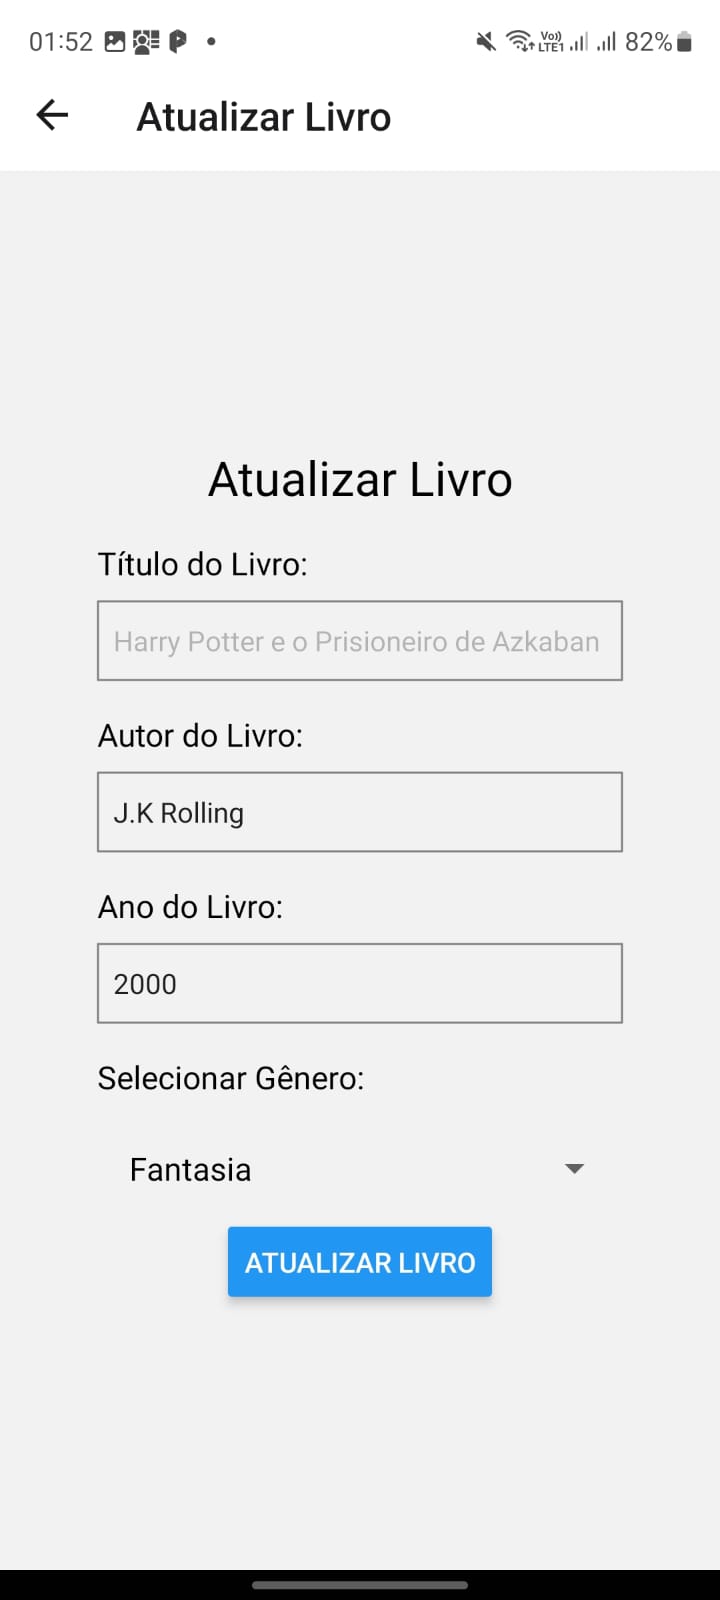 01:52
Vo))
LTE1
82%
Atualizar Livro
Atualizar Livro
Título do Livro:
Harry Potter e o Prisioneiro de Azkaban
Autor do Livro:
J.K Rolling
Ano do Livro:
2000
Selecionar Gênero:
Fantasia
ATUALIZAR LIVRO